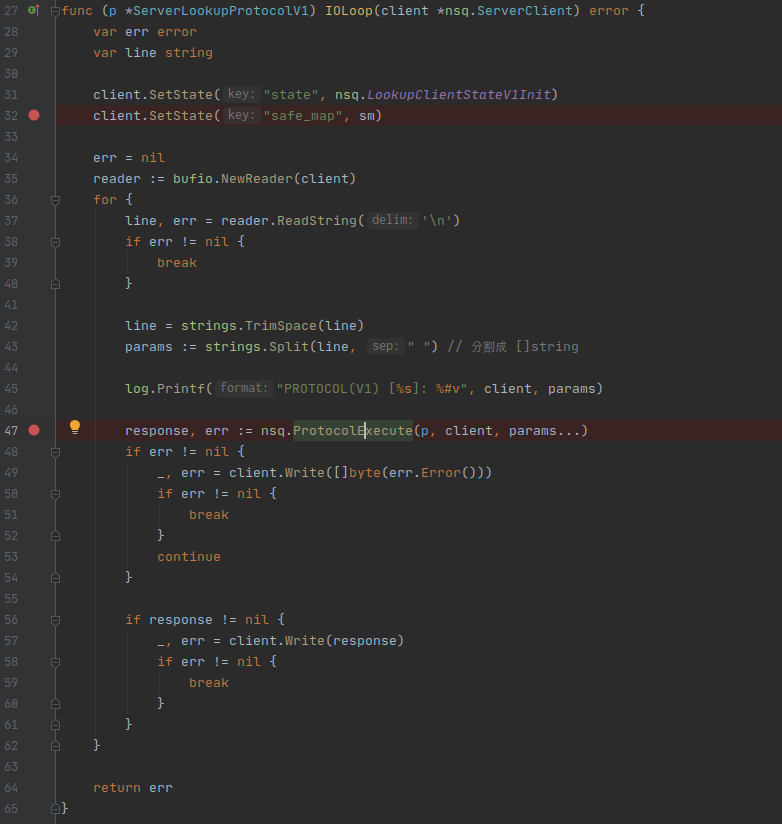 27 func (p *ServerLookupProtocolV1) IOLoop(client *nsq.ServerClient) error {
28 var err error
29 var line string
30
31 client.SetState( key: "state", nsq.LookupClientStateV1Init)
32 client.SetState( key: "safe_map", sm)
33
34 err = nil
35 reader := bufio.NewReader(client)
36 for {
37 line, err = reader.ReadString( delim: '\n')
38 if err != nil {
39 break
40 }
41
42 line = strings.TrimSpace(line)
43 params := strings.Split(line, sep: " ") // 分割成 []string
44
45 log.Printf( format: "PROTOCOL(V1) [%s]: %#v", client, params)
46
47 response, err := nsq.ProtocolExecute(p, client, params...)
48 if err != nil {
49 _, err = client.Write([]byte(err.Error()))
50 if err != nil {
51 break
52 }
53 continue
54 }
55
56 if response != nil {
57 _, err = client.Write(response)
58 if err != nil {
59 break
60 }
61 }
62 }
63
64 return err
65 }